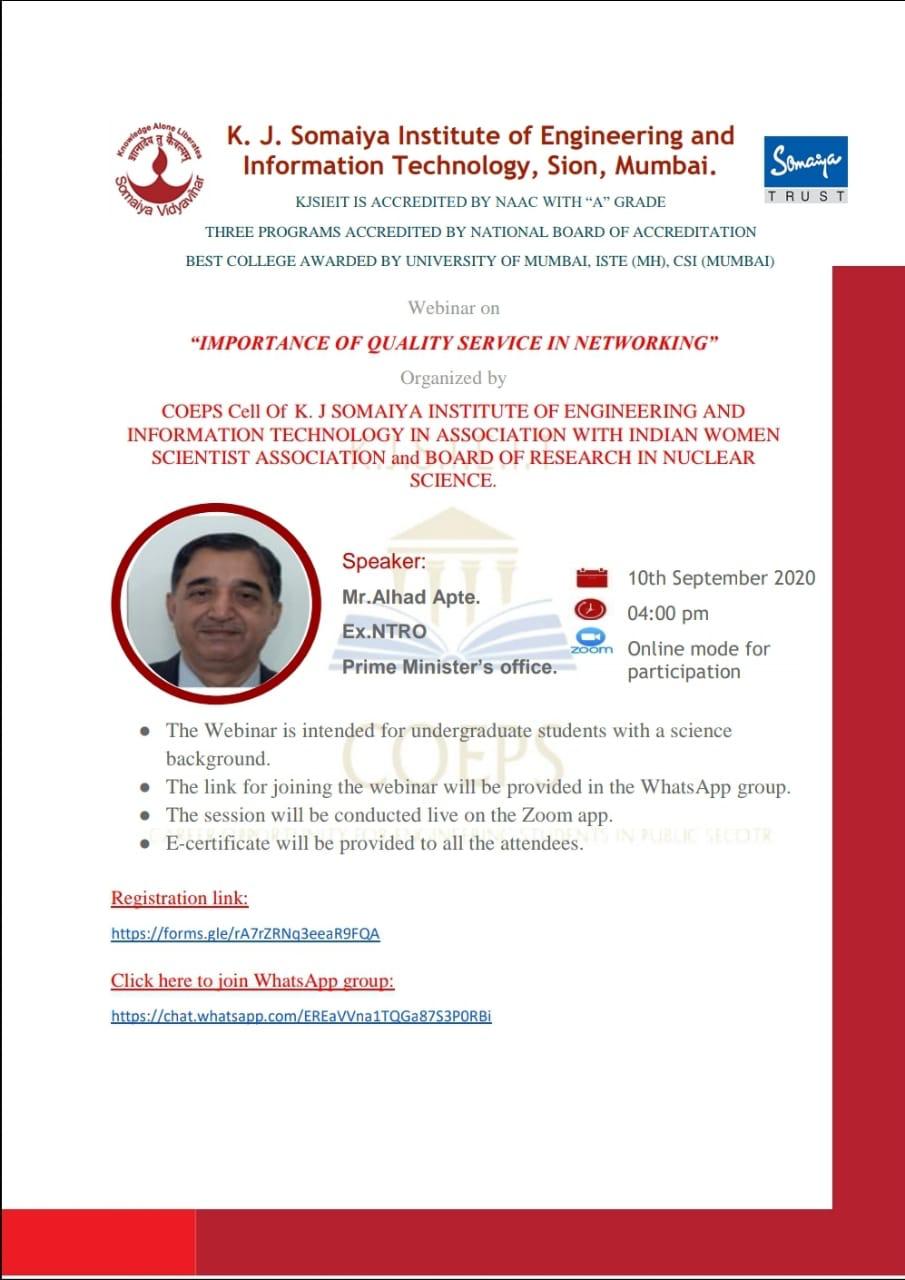 Knowledge Alone Liberates
ज्ञानादेव तु कैवल्यम्
Somaiya Vidyavihar
K. J. Somaiya Institute of Engineering and
Information Technology, Sion, Mumbai.
Somaiya
TRUST
KJSIEIT IS ACCREDITED BY NAAC WITH “A” GRADE
THREE PROGRAMS ACCREDITED BY NATIONAL BOARD OF ACCREDITATION
BEST COLLEGE AWARDED BY UNIVERSITY OF MUMBAI, ISTE (MH), CSI (MUMBAI)
Webinar on
“IMPORTANCE OF QUALITY SERVICE IN NETWORKING”
Organized by
COEPS Cell Of K. J SOMAIYA INSTITUTE OF ENGINEERING AND
INFORMATION TECHNOLOGY IN ASSOCIATION WITH INDIAN WOMEN
SCIENTIST ASSOCIATION and BOARD OF RESEARCH IN NUCLEAR
SCIENCE.
Speaker:
Mr.Alhad Apte.
Ex.NTRO
Prime Minister’s office.
10th September 2020
04:00 pm
zoom
Online mode for
participation
COEPS
● The Webinar is intended for undergraduate students with a science
background.
● The link for joining the webinar will be provided in the WhatsApp group.
● The session will be conducted live on the Zoom app.
CAREER OPPORTUNITY FOR ENGINEERING STUDENTS IN PUBLIC SECOTR
● E-certificate will be provided to all the attendees.
Registration link:
https://forms.gle/rA7rZRNq3eeaR9FQA
Click here to join WhatsApp group:
https://chat.whatsapp.com/EREaVVna1TQGa87S3P0RBi